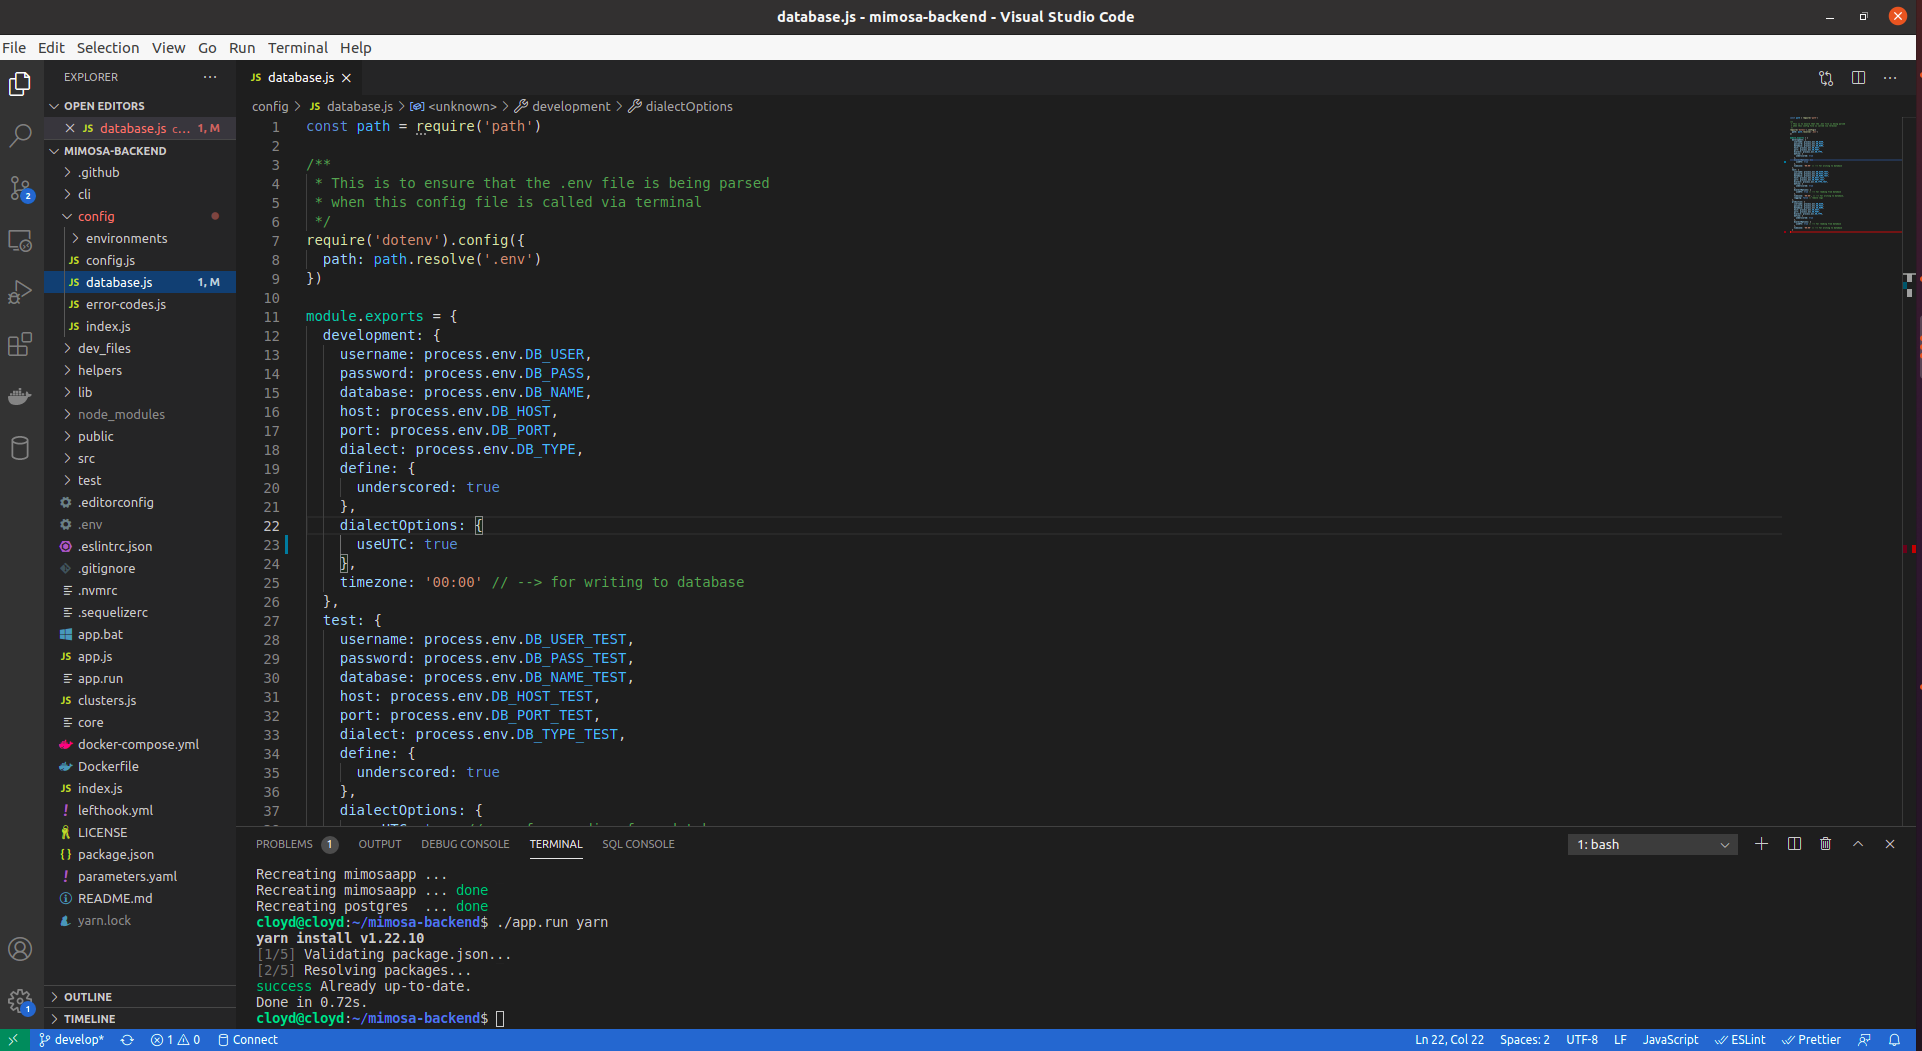 database.js - mimosa-backend - Visual Studio Code
File Edit Selection View Go Run Terminal Help
EXPLORER
OPEN EDITORS
JS database.js c... 1, M
MIMOSA-BACKEND
.github
cli
config
environments
JS config.js
JS database.js 1, M
JS error-codes.js
JS index.js
dev_files
helpers
lib
node_modules
public
src
test
.editorconfig
.env
.eslintrc.json
.gitignore
.nvmrc
.sequelizerc
app.bat
JS app.js
app.run
JS clusters.js
core
docker-compose.yml
Dockerfile
JS index.js
! lefthook.yml
LICENSE
{} package.json
! parameters.yaml
README.md
yarn.lock
OUTLINE
TIMELINE
2
1
JS database.js
config > JS database.js > <unknown> > development > dialectOptions
1 const path = require('path')
2
3 /**
4 * This is to ensure that the .env file is being parsed
5 * when this config file is called via terminal
6 */
7 require('dotenv').config({
8 path: path.resolve('.env')
9 })
10
11 module.exports = {
12 development: {
13 username: process.env.DB_USER,
14 password: process.env.DB_PASS,
15 database: process.env.DB_NAME,
16 host: process.env.DB_HOST,
17 port: process.env.DB_PORT,
18 dialect: process.env.DB_TYPE,
19 define: {
20 underscored: true
21 },
22 dialectOptions: {
23 useUTC: true
24 },
25 timezone: '00:00' // --> for writing to database
26 },
27 test: {
28 username: process.env.DB_USER_TEST,
29 password: process.env.DB_PASS_TEST,
30 database: process.env.DB_NAME_TEST,
31 host: process.env.DB_HOST_TEST,
32 port: process.env.DB_PORT_TEST,
33 dialect: process.env.DB_TYPE_TEST,
34 define: {
35 underscored: true
36 },
37 dialectOptions: {
PROBLEMS 1 OUTPUT DEBUG CONSOLE TERMINAL SQL CONSOLE 1: bash
Recreating mimosaapp ...
Recreating mimosaapp ... done
Recreating postgres ... done
cloyd@cloyd:~/mimosa-backend$ ./app.run yarn
yarn install v1.22.10
[1/5] Validating package.json...
[2/5] Resolving packages...
success Already up-to-date.
Done in 0.72s.
cloyd@cloyd:~/mimosa-backend$
develop* 1 0 Connect Ln 22, Col 22 Spaces: 2 UTF-8 LF JavaScript ESLint Prettier